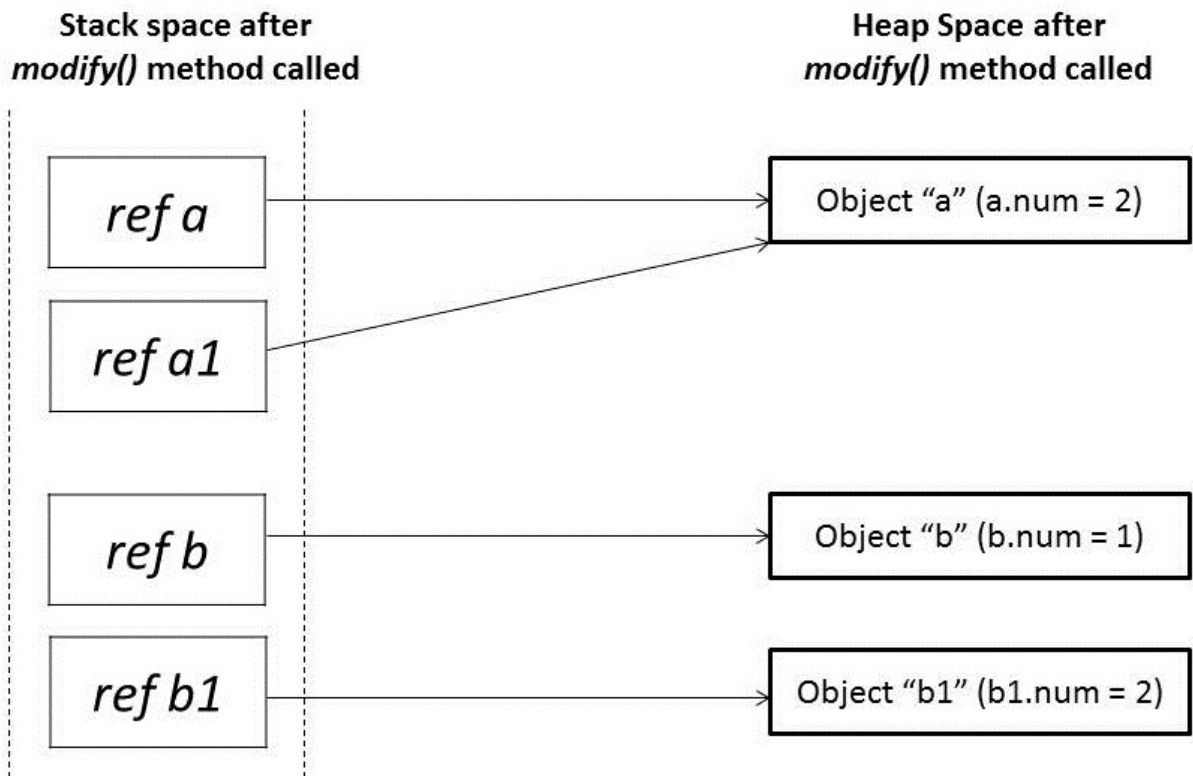 Stack space after
modify() method called
Heap Space after
modify() method called
ref a
Object “a” (a.num = 2)
ref a1
ref b
Object “b” (b.num = 1)
ref b1
Object “b1” (b1.num = 2)